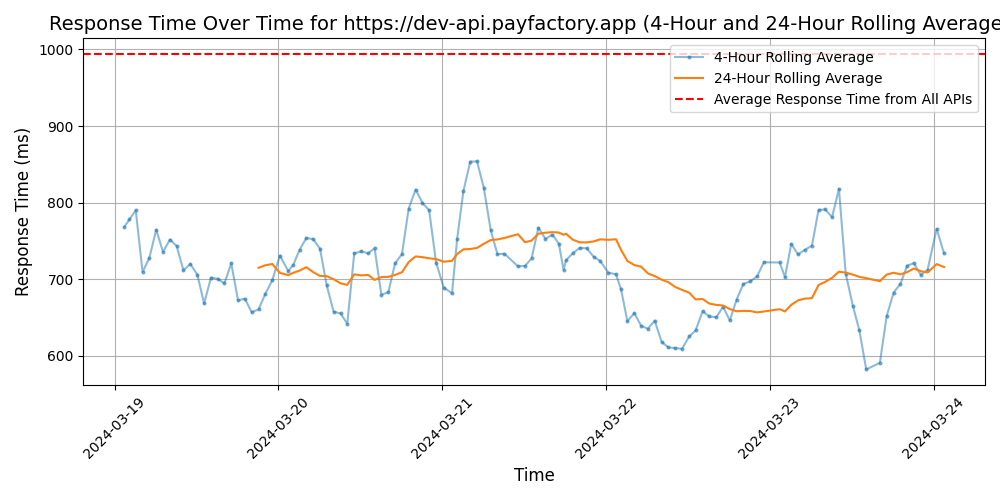 Response Time Over Time for https://dev-api.payfactory.app (4-Hour and 24-Hour Rolling Average
4-Hour Rolling Average
24-Hour Rolling Average
Average Response Time from All APIs
Response Time (ms)
1000
900
800
700
600
2024-03-19
2024-03-20
2024-03-21
2024-03-22
2024-03-23
2024-03-24
Time